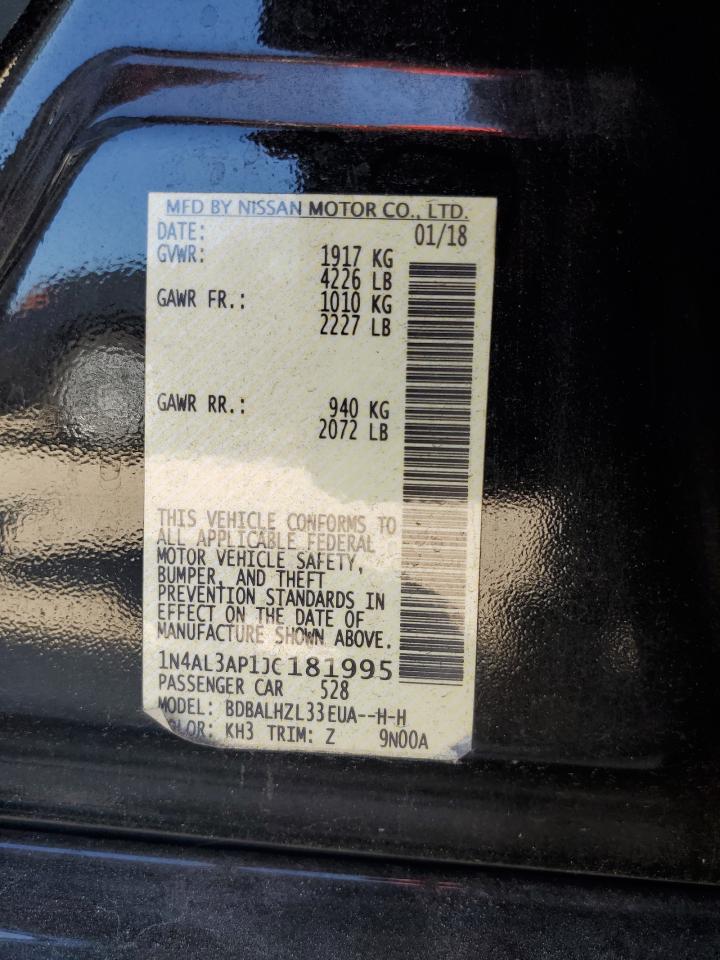 MFD BY NISSAN MOTOR CO., LTD.
DATE: 01/18
GVWR: 1917 KG
4226 LB
GAWR FR.: 1010 KG
2227 LB
GAWR RR.: 940 KG
2072 LB
THIS VEHICLE CONFORMS TO
ALL APPLICABLE FEDERAL
MOTOR VEHICLE SAFETY,
BUMPER, AND THEFT
PREVENTION STANDARDS IN
EFFECT ON THE DATE OF
MANUFACTURE SHOWN ABOVE.
1N4AL3AP1JC181995
PASSENGER CAR 528
MODEL: BDBALHZL33EUA--H-H
OLOR: KH3 TRIM: Z 9N00A